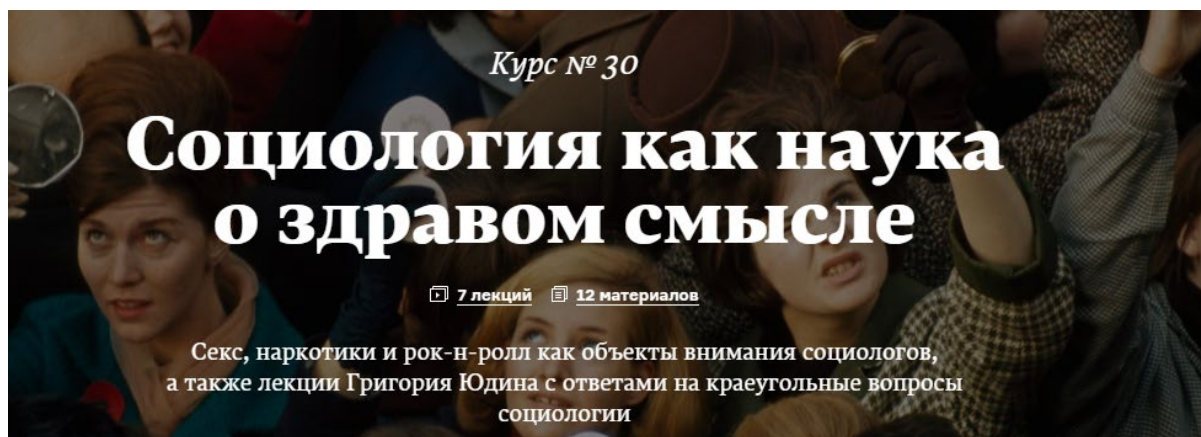 Курс № 30
Социология как наука
о здравом смысле
7 лекций 12 материалов
Секс, наркотики и рок-н-ролл как объекты внимания социологов,
а также лекции Григория Юдина с ответами на краеугольные вопросы
социологии